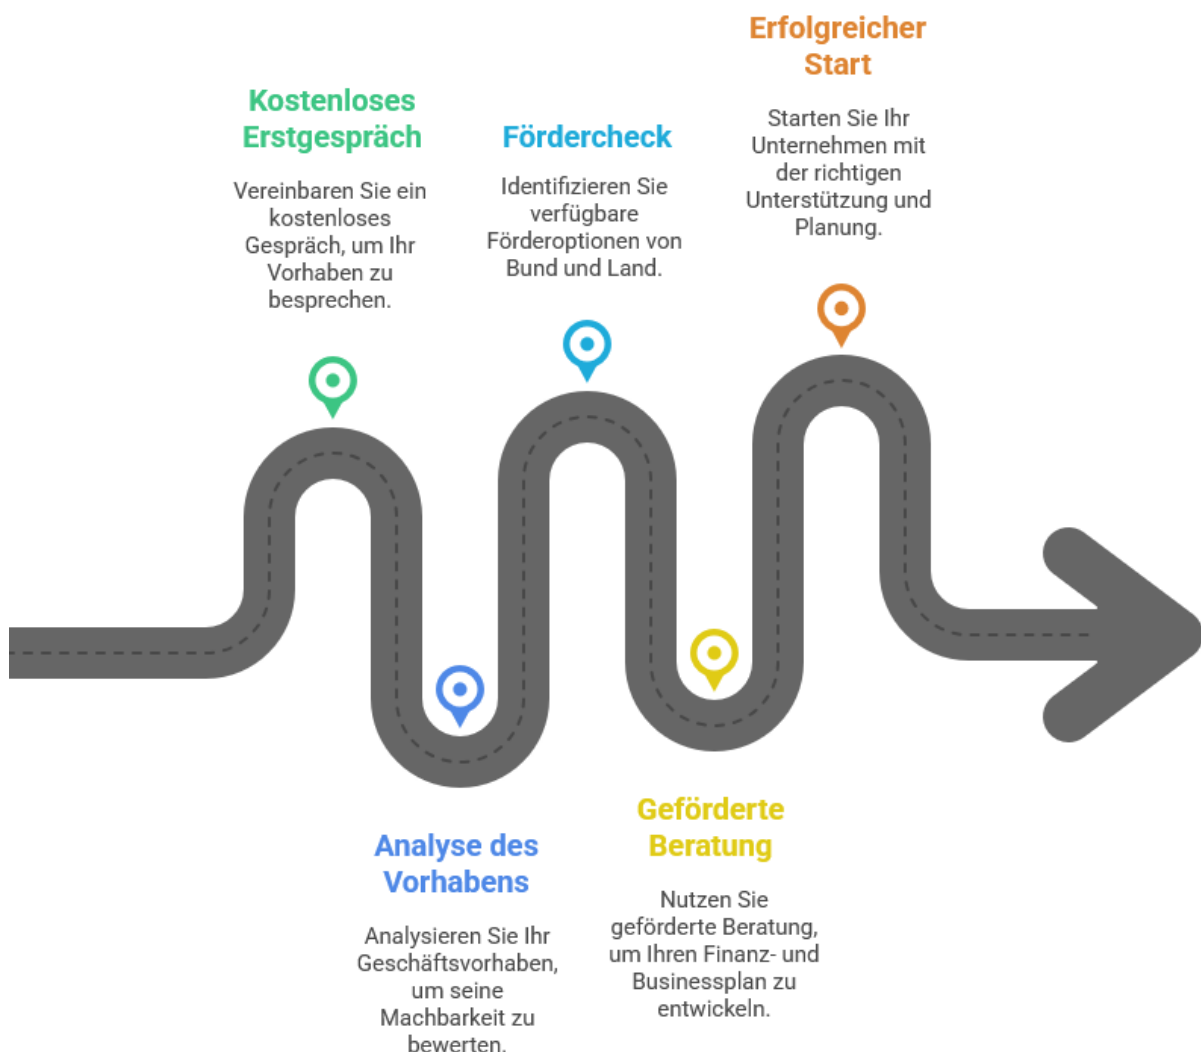 Kostenloses
Erstgespräch
Vereinbaren Sie ein
kostenloses
Gespräch, um Ihr
Vorhaben zu
besprechen.
Analyse des
Vorhabens
Analysieren Sie Ihr
Geschäftsvorhaben,
um seine
Machbarkeit zu
bewerten.
Fördercheck
Identifizieren Sie
verfügbare
Förderoptionen von
Bund und Land.
Geförderte
Beratung
Nutzen Sie
geförderte Beratung,
um Ihren Finanz- und
Businessplan zu
entwickeln.
Erfolgreicher
Start
Starten Sie Ihr
Unternehmen mit
der richtigen
Unterstützung und
Planung.